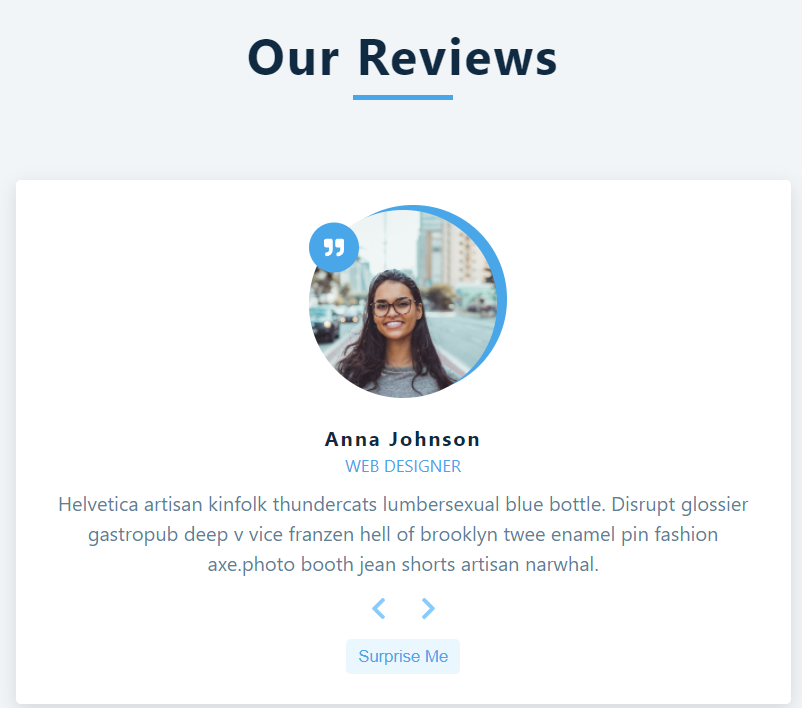 Our Reviews
Anna Johnson
WEB DESIGNER
Helvetica artisan kinfolk thundercats lumbersexual blue bottle. Disrupt glossier
gastropub deep v vice franzen hell of brooklyn twee enamel pin fashion
axe.photo booth jean shorts artisan narwhal.
Surprise Me